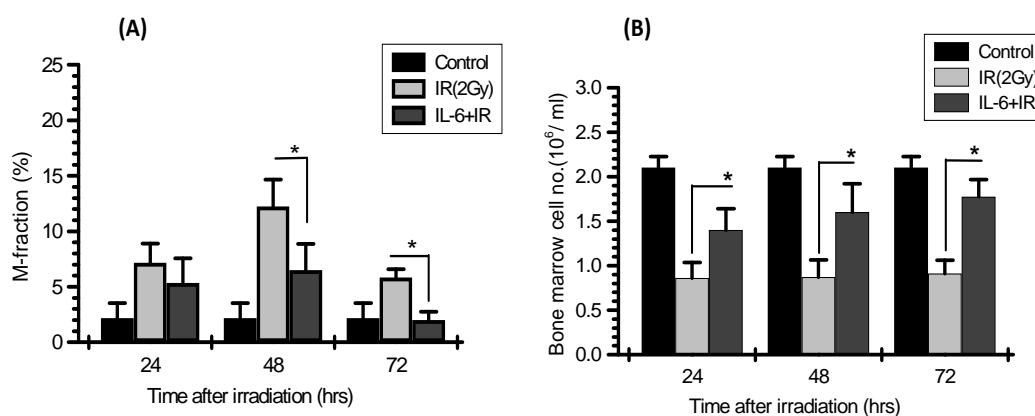 (A)
Control
IR(2Gy)
IL-6+IR
25
20
15
10
5
0
M-fraction (%)
*
*
24 48 72
Time after irradiation (hrs)
(B)
Control
IR(2Gy)
IL-6+IR
3.0
2.5
2.0
1.5
1.0
0.5
0.0
Bone marrow cell no.(10⁶/ ml)
*
*
*
24 48 72
Time after irradiation (hrs)